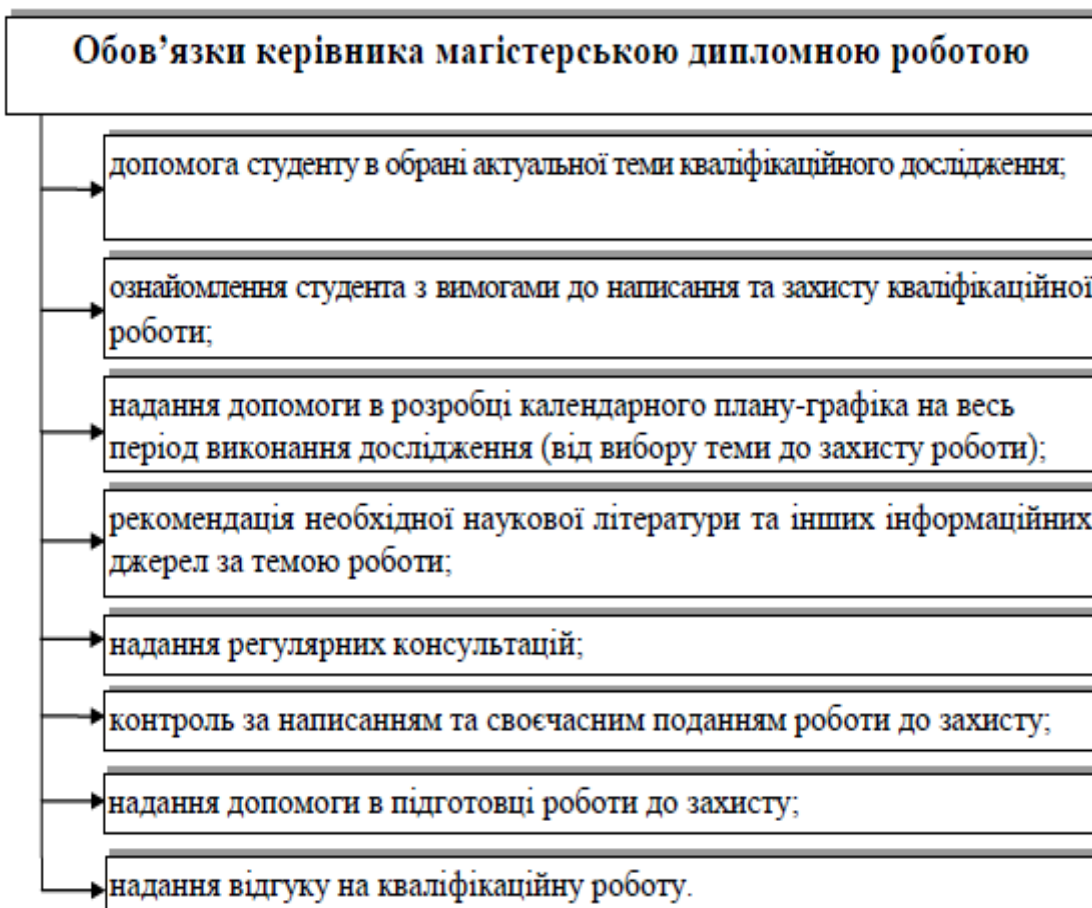 Обов’язки керівника магістерською дипломною роботою
допомога студенту в обрані актуальної теми кваліфікаційного дослідження;
ознайомлення студента з вимогами до написання та захисту кваліфікаційної
роботи;
надання допомоги в розробці календарного плану-графіка на весь
період виконання дослідження (від вибору теми до захисту роботи);
рекомендація необхідної наукової літератури та інших інформаційних
джерел за темою роботи;
надання регулярних консультацій;
контроль за написанням та своєчасним поданням роботи до захисту;
надання допомоги в підготовці роботи до захисту;
надання відгуку на кваліфікаційну роботу.